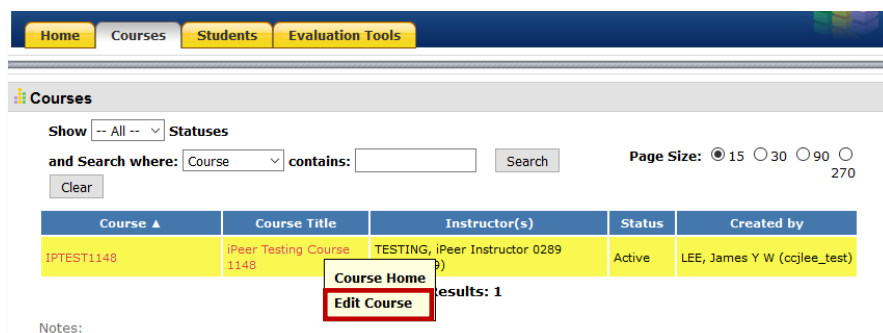 Home Courses Students Evaluation Tools
Courses
Show -- All -- Statuses
and Search where: Course contains: Search Page Size: 15 30 90
270
Clear
Course ▲ Course Title Instructor(s) Status Created by
IPTEST1148 iPeer Testing Course 1148 TESTING, iPeer Instructor 0289 9) Active LEE, James Y W (ccjlee_test)
Course Home
Results: 1
Edit Course
Notes: